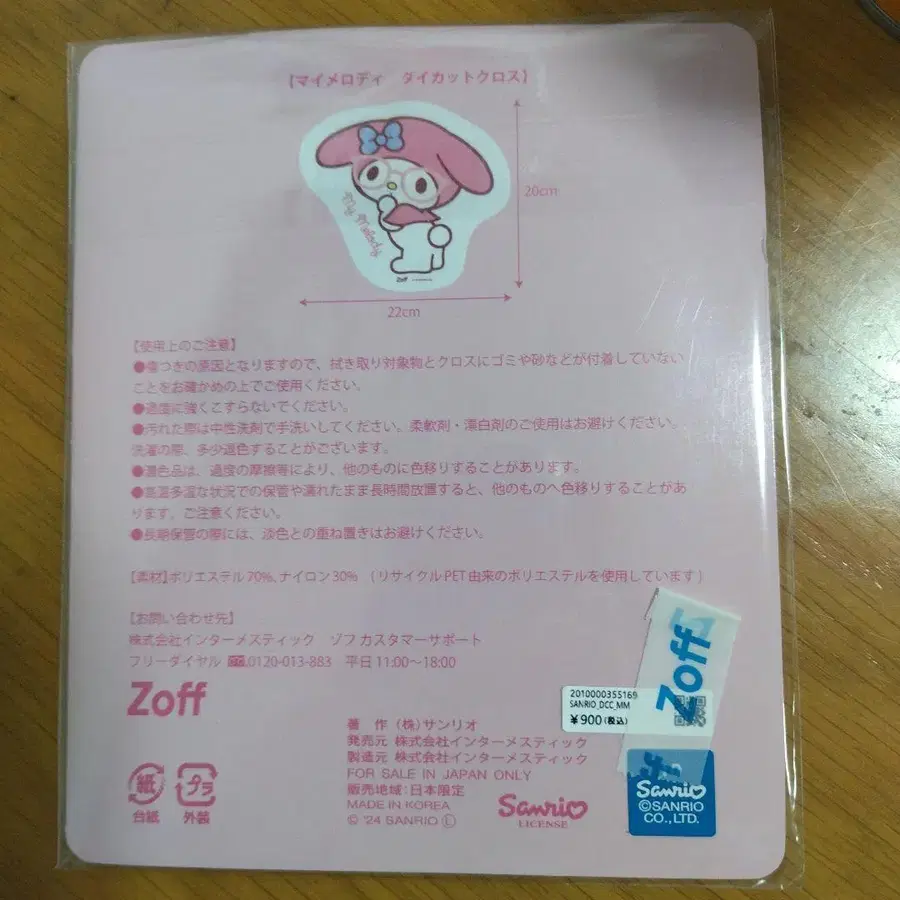 【マイメロディ　ダイカットクロス】
My Melody
Zoff
20cm
22cm
【使用上のご注意】
●傷つきの原因となりますので、拭き取り対象物とクロスにゴミや砂などが付着していない
ことをお確かめの上でご使用ください。
●過度に強くこすらないでください。
●汚れた際は中性洗剤で手洗いしてください。柔軟剤・漂白剤のご使用はお避けください。
洗濯の際、多少退色することがございます。
●濃色品は、過度の摩擦等により、他のものに色移りすることがあります。
●高温多湿な状況での保管や濡れたまま長時間放置すると、他のものへ色移りすることがあ
ります。ご注意ください。
●長期保管の際には、淡色との重ね置きはお避けください。
【素材】ポリエステル70%、ナイロン30%　(リサイクルPET由来のポリエステルを使用しています)
【お問い合わせ先】
株式会社インターメスティック　ゾフ カスタマーサポート
フリーダイヤル 0120-013-883　平日11:00～18:00
Zoff
Zoff
2010000355169
SANRIO_DCC_MM
¥900(税込)
著　作 (株)サンリオ
発売元 株式会社インターメスティック
製造元 株式会社インターメスティック
FOR SALE IN JAPAN ONLY
販売地域:日本限定
MADE IN KOREA
© '24 SANRIO Ⓛ
紙
台紙
プラ
外装
Sanrio
LICENSE
Sanrio
©SANRIO
CO.,LTD.